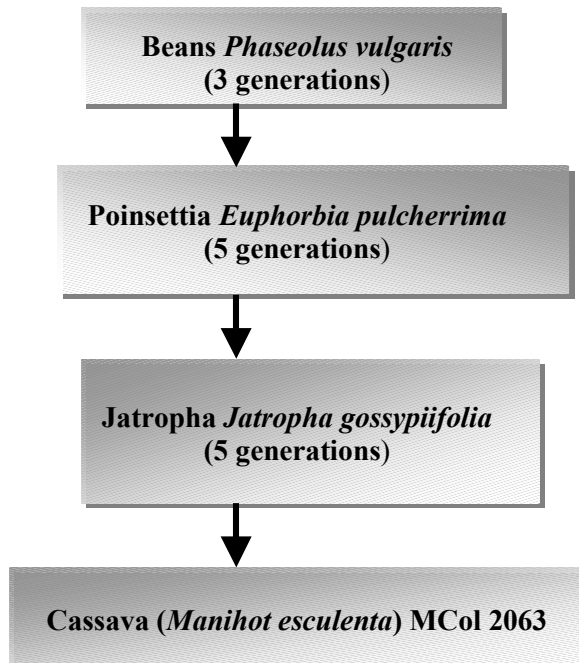 Beans Phaseolus vulgaris
(3 generations)
Poinsettia Euphorbia pulcherrima
(5 generations)
Jatropha Jatropha gossypiifolia
(5 generations)
Cassava (Manihot esculenta) MCol 2063